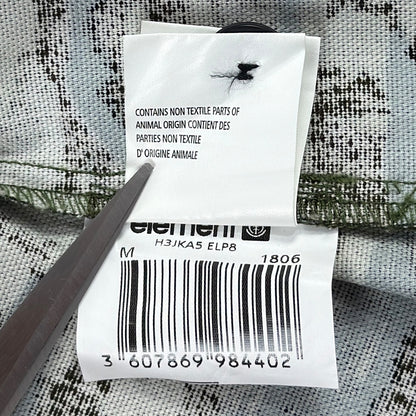 CONTAINS NON TEXTILE PARTS OF
ANIMAL ORIGIN CONTIENT DES
PARTIES NON TEXTILE
D' ORIGINE ANIMALE
element
H3JKA5 ELP8
M 1806
3 607869 984402